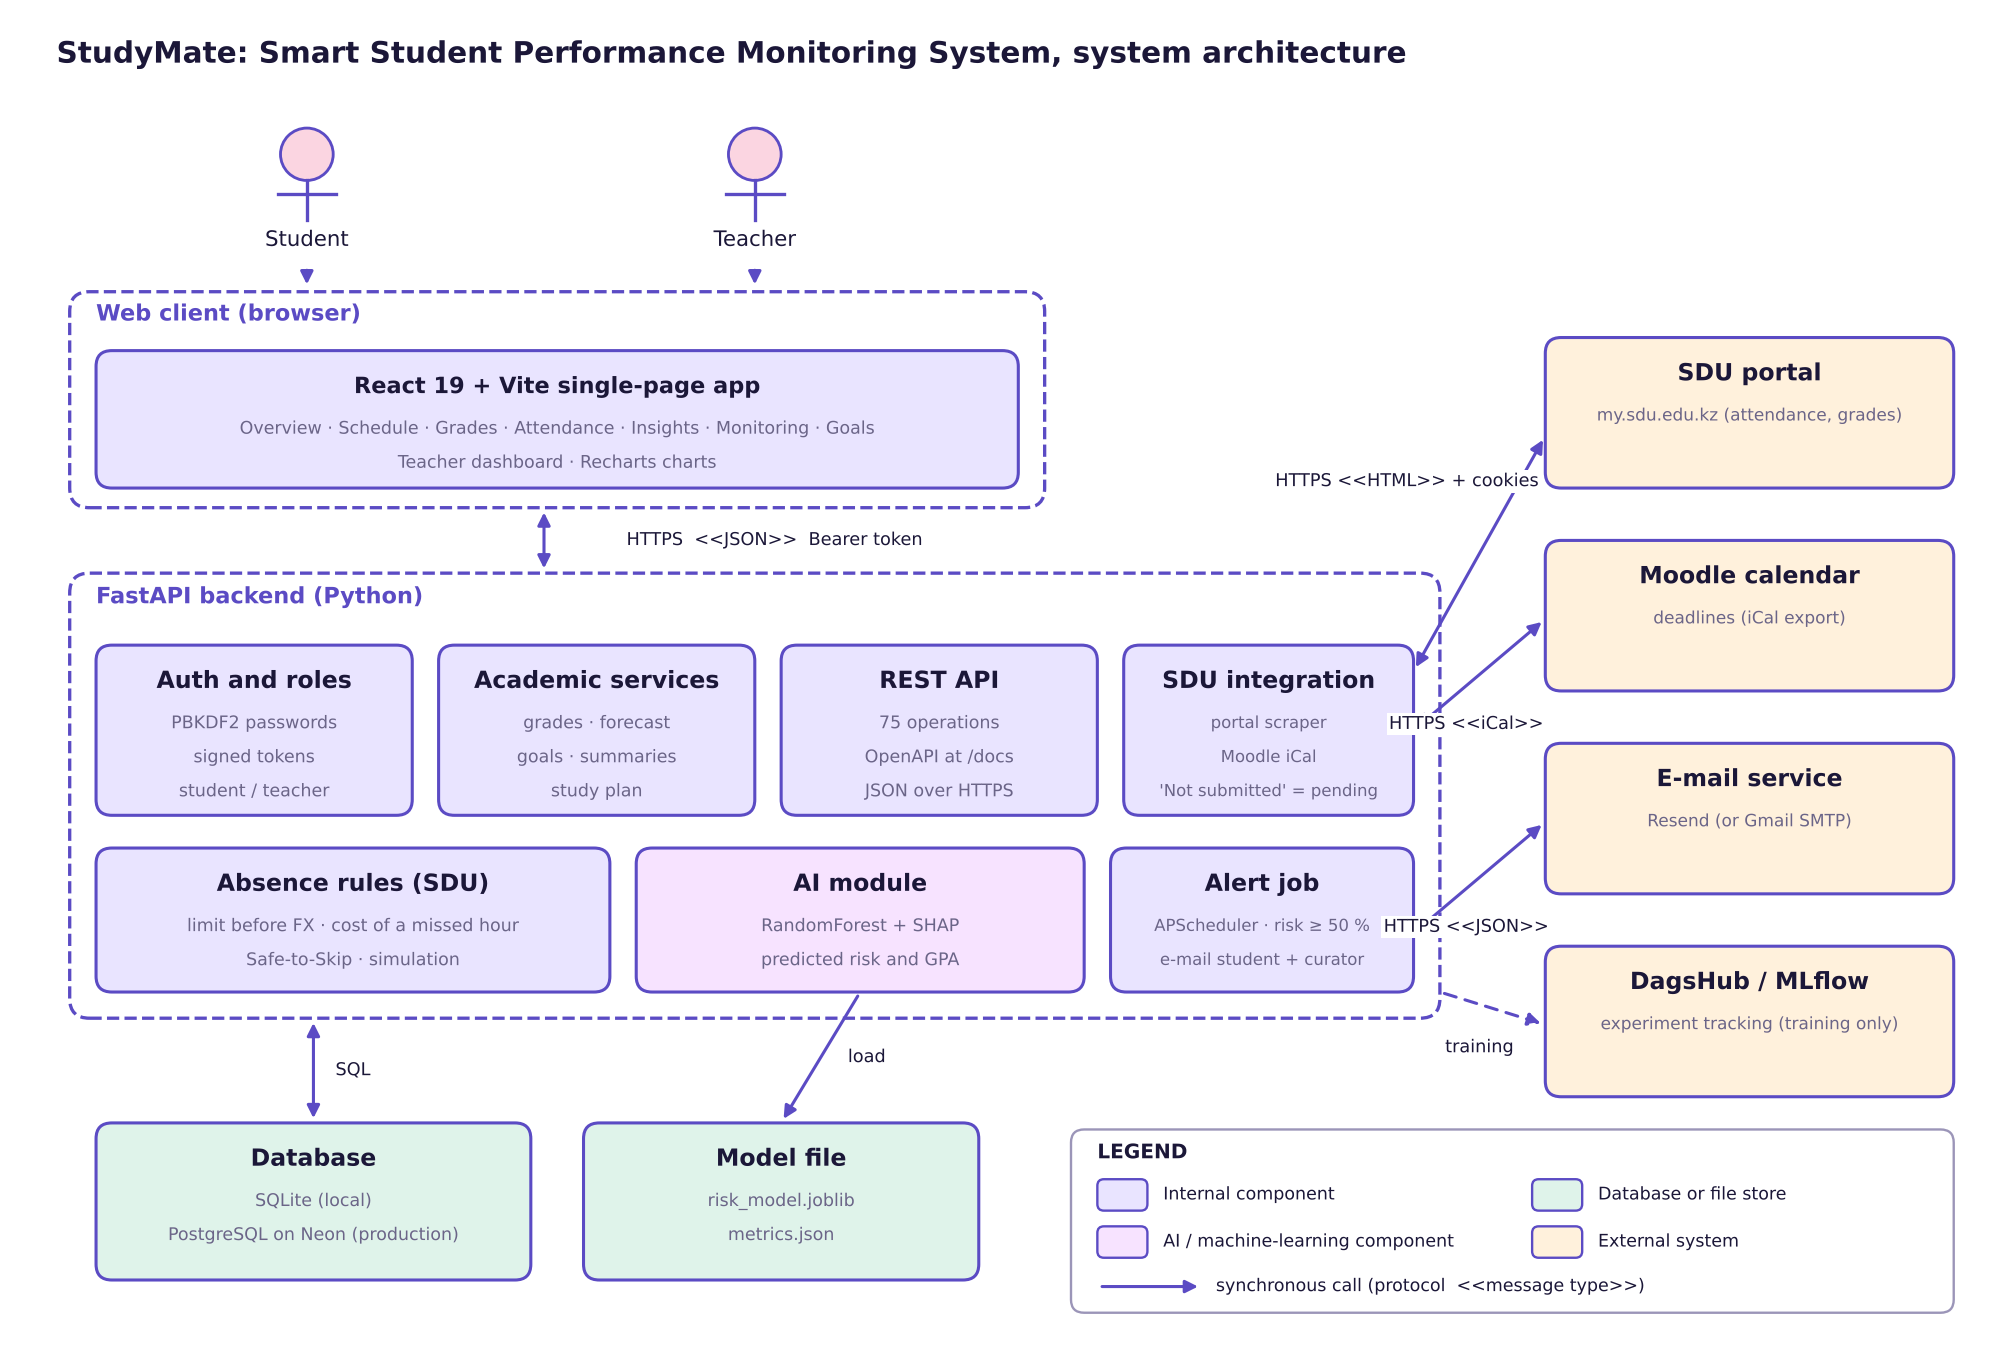 StudyMate: Smart Student Performance Monitoring System, system architecture
Student
Teacher
Web client (browser)
React 19 + Vite single-page app
Overview · Schedule · Grades · Attendance · Insights · Monitoring · Goals
Teacher dashboard · Recharts charts
SDU portal
my.sdu.edu.kz (attendance, grades)
HTTPS <<HTML>> + cookies
HTTPS  <<JSON>>  Bearer token
Moodle calendar
deadlines (iCal export)
FastAPI backend (Python)
Auth and roles
PBKDF2 passwords
signed tokens
student / teacher
Academic services
grades · forecast
goals · summaries
study plan
REST API
75 operations
OpenAPI at /docs
JSON over HTTPS
SDU integration
portal scraper
Moodle iCal
'Not submitted' = pending
HTTPS <<iCal>>
E-mail service
Resend (or Gmail SMTP)
Absence rules (SDU)
limit before FX · cost of a missed hour
Safe-to-Skip · simulation
AI module
RandomForest + SHAP
predicted risk and GPA
Alert job
APScheduler · risk ≥ 50 %
e-mail student + curator
HTTPS <<JSON>>
DagsHub / MLflow
experiment tracking (training only)
training
SQL
load
Database
SQLite (local)
PostgreSQL on Neon (production)
Model file
risk_model.joblib
metrics.json
LEGEND
Internal component
Database or file store
AI / machine-learning component
External system
synchronous call (protocol  <<message type>>)